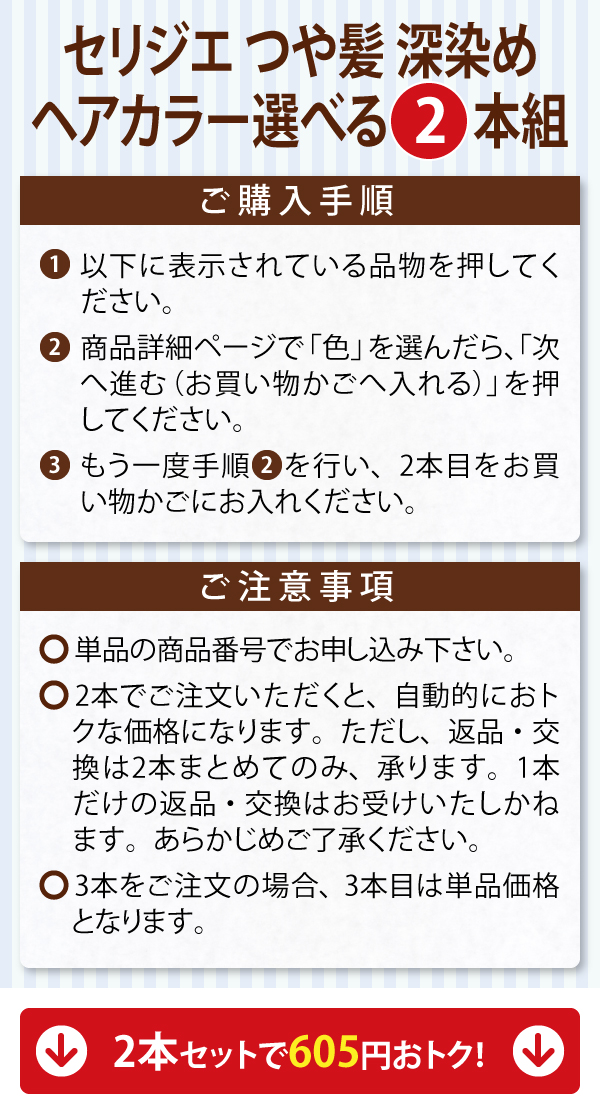 セリジエ つや髪 深染め
ヘアカラー選べる2本組
ご購入手順
1 以下に表示されている品物を押してく
ださい。
2 商品詳細ページで「色」を選んだら、「次
へ進む（お買い物かごへ入れる）」を押
してください。
3 もう一度手順2を行い、2本目をお買
い物かごにお入れください。
ご注意事項
○ 単品の商品番号でお申し込み下さい。
○ 2本でご注文いただくと、自動的におト
クな価格になります。ただし、返品・交
換は2本まとめてのみ、承ります。1本
だけの返品・交換はお受けいたしかね
ます。あらかじめご了承ください。
○ 3本をご注文の場合、3本目は単品価格
となります。
2本セットで605円おトク!